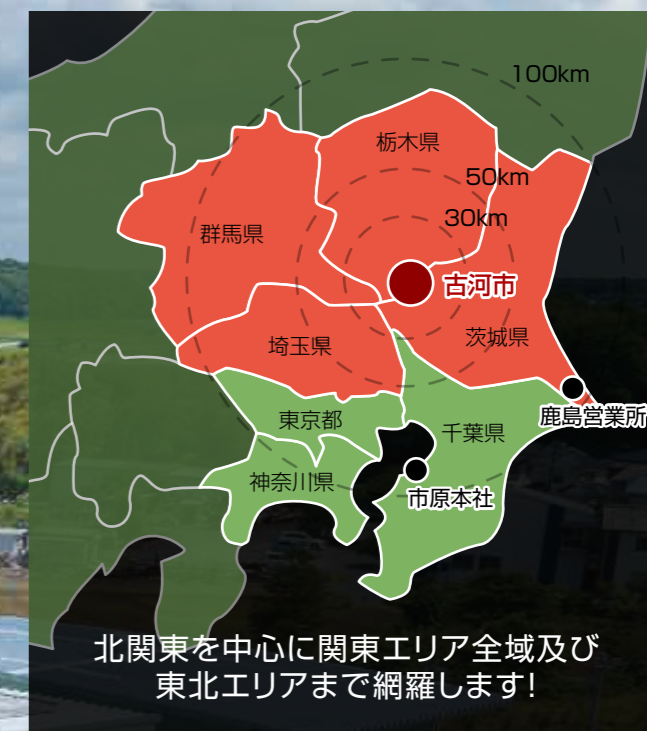 100km
栃木県
50km
30km
群馬県
古河市
茨城県
埼玉県
鹿島営業所
東京都
千葉県
神奈川県
市原本社
北関東を中心に関東エリア全域及び
東北エリアまで網羅します!